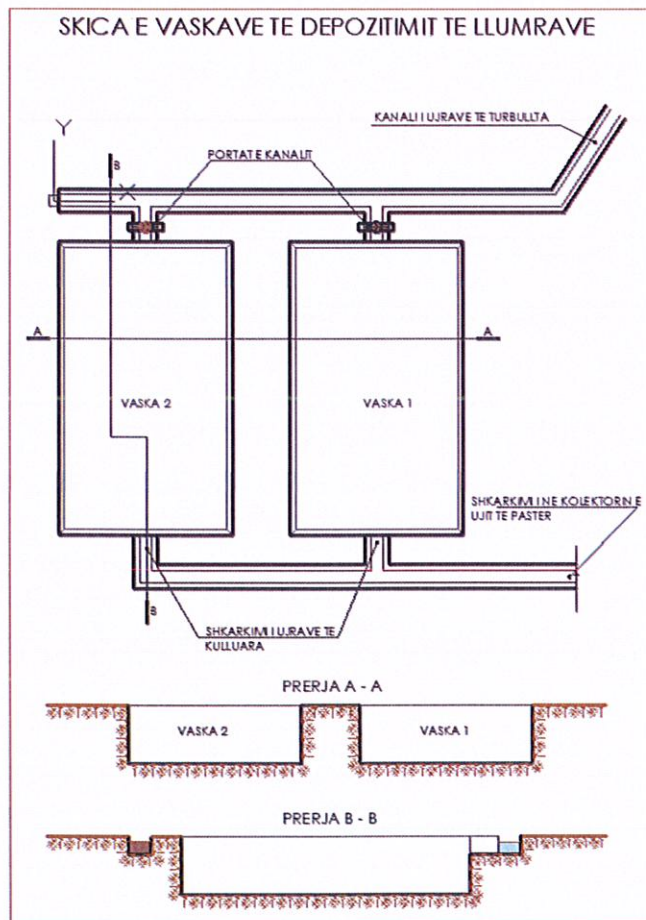 SKICA E VASKAVE TE DEPOZITIMIT TE LLUMRAVE
KANALI I UJRAVE TE TURBULLTA
Y
B
PORTAT E KANALIT
X
A
A
VASKA 2
VASKA 1
SHKARKIMI NE KOLEKTORIN E
UJIT TE PASTER
B
SHKARKIMI I UJRAVE TE
KULLUARA
PRERJA A - A
VASKA 2
VASKA 1
PRERJA B - B